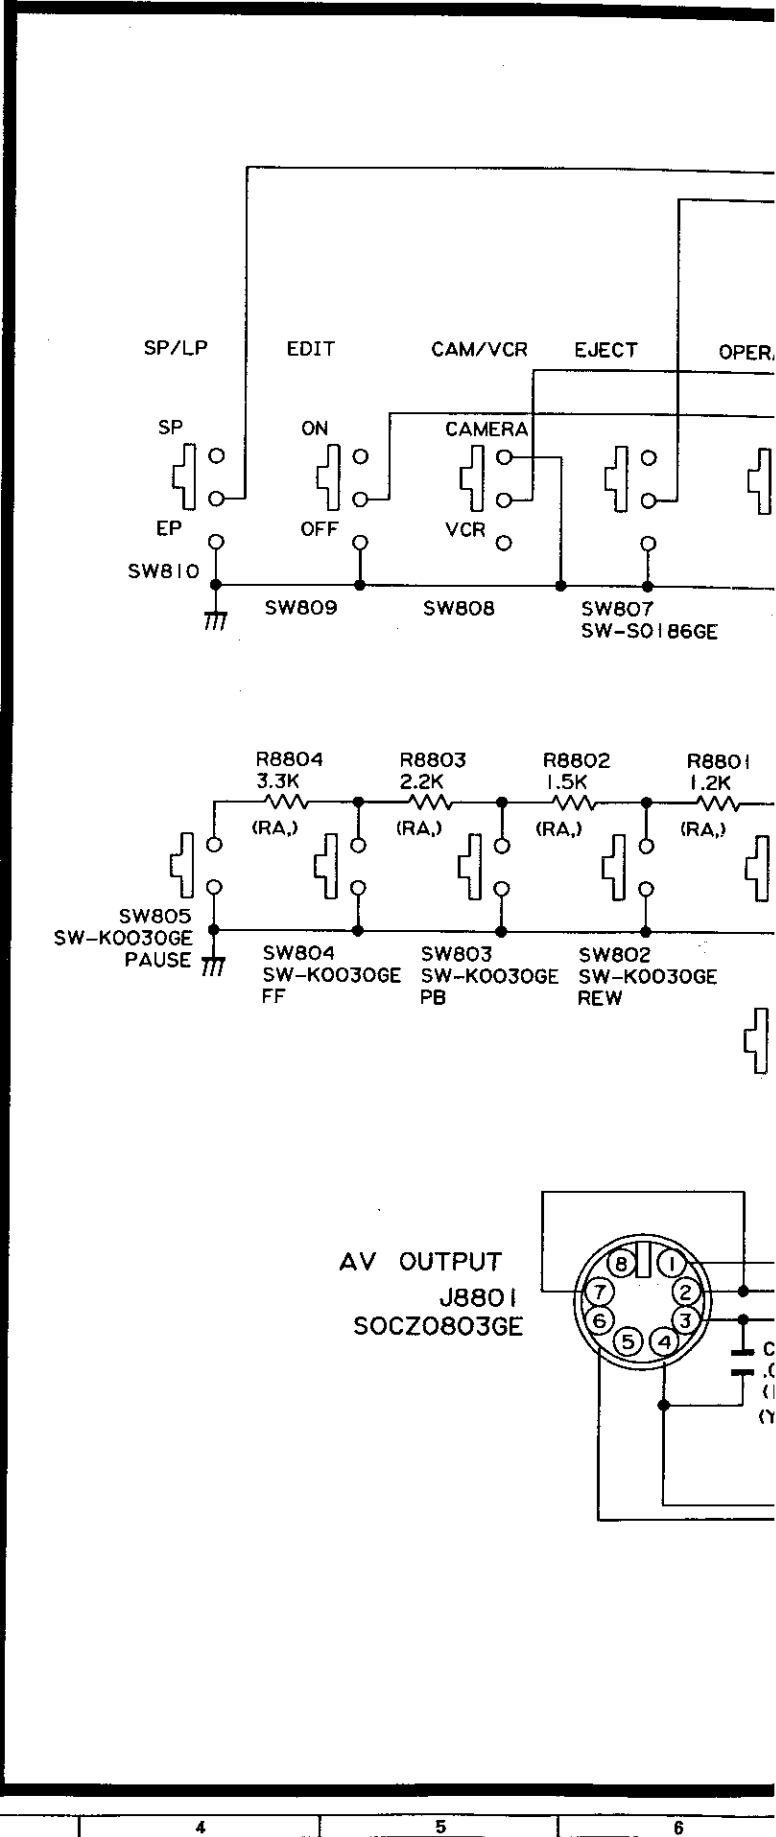 SP/LP EDIT CAM/VCR EJECT
SP ON CAMERA
EP OFF VCR
SW810
SW809 SW808 SW807
SW-S0186GE
R8804 R8803 R8802 R8801
3.3K 2.2K 1.5K 1.2K
(RA,) (RA,) (RA,) (RA,)
SW805
SW-K0030GE
PAUSE
SW804 SW803 SW802
SW-K0030GE SW-K0030GE SW-K0030GE
FF PB REW
AV OUTPUT
J8801
SOCZ0803GE
8 1
7 2
6 3
5 4
4 5 6